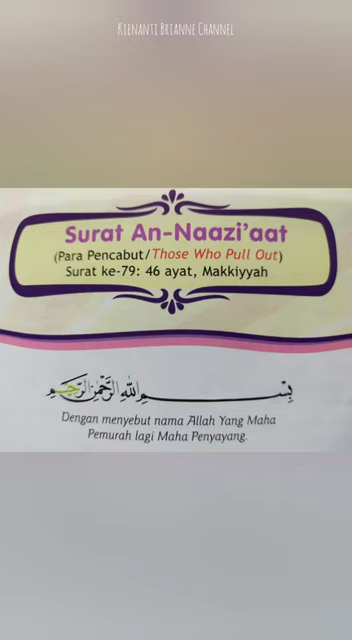 Kienanti Brianne Channel
Surat An-Naazi'aat
(Para Pencabut/Those Who Pull Out)
Surat ke-79: 46 ayat, Makkiyyah
بِسْمِ اللّٰهِ الرَّحْمٰنِ الرَّحِيْمِ
Dengan menyebut nama Allah Yang Maha
Pemurah lagi Maha Penyayang.